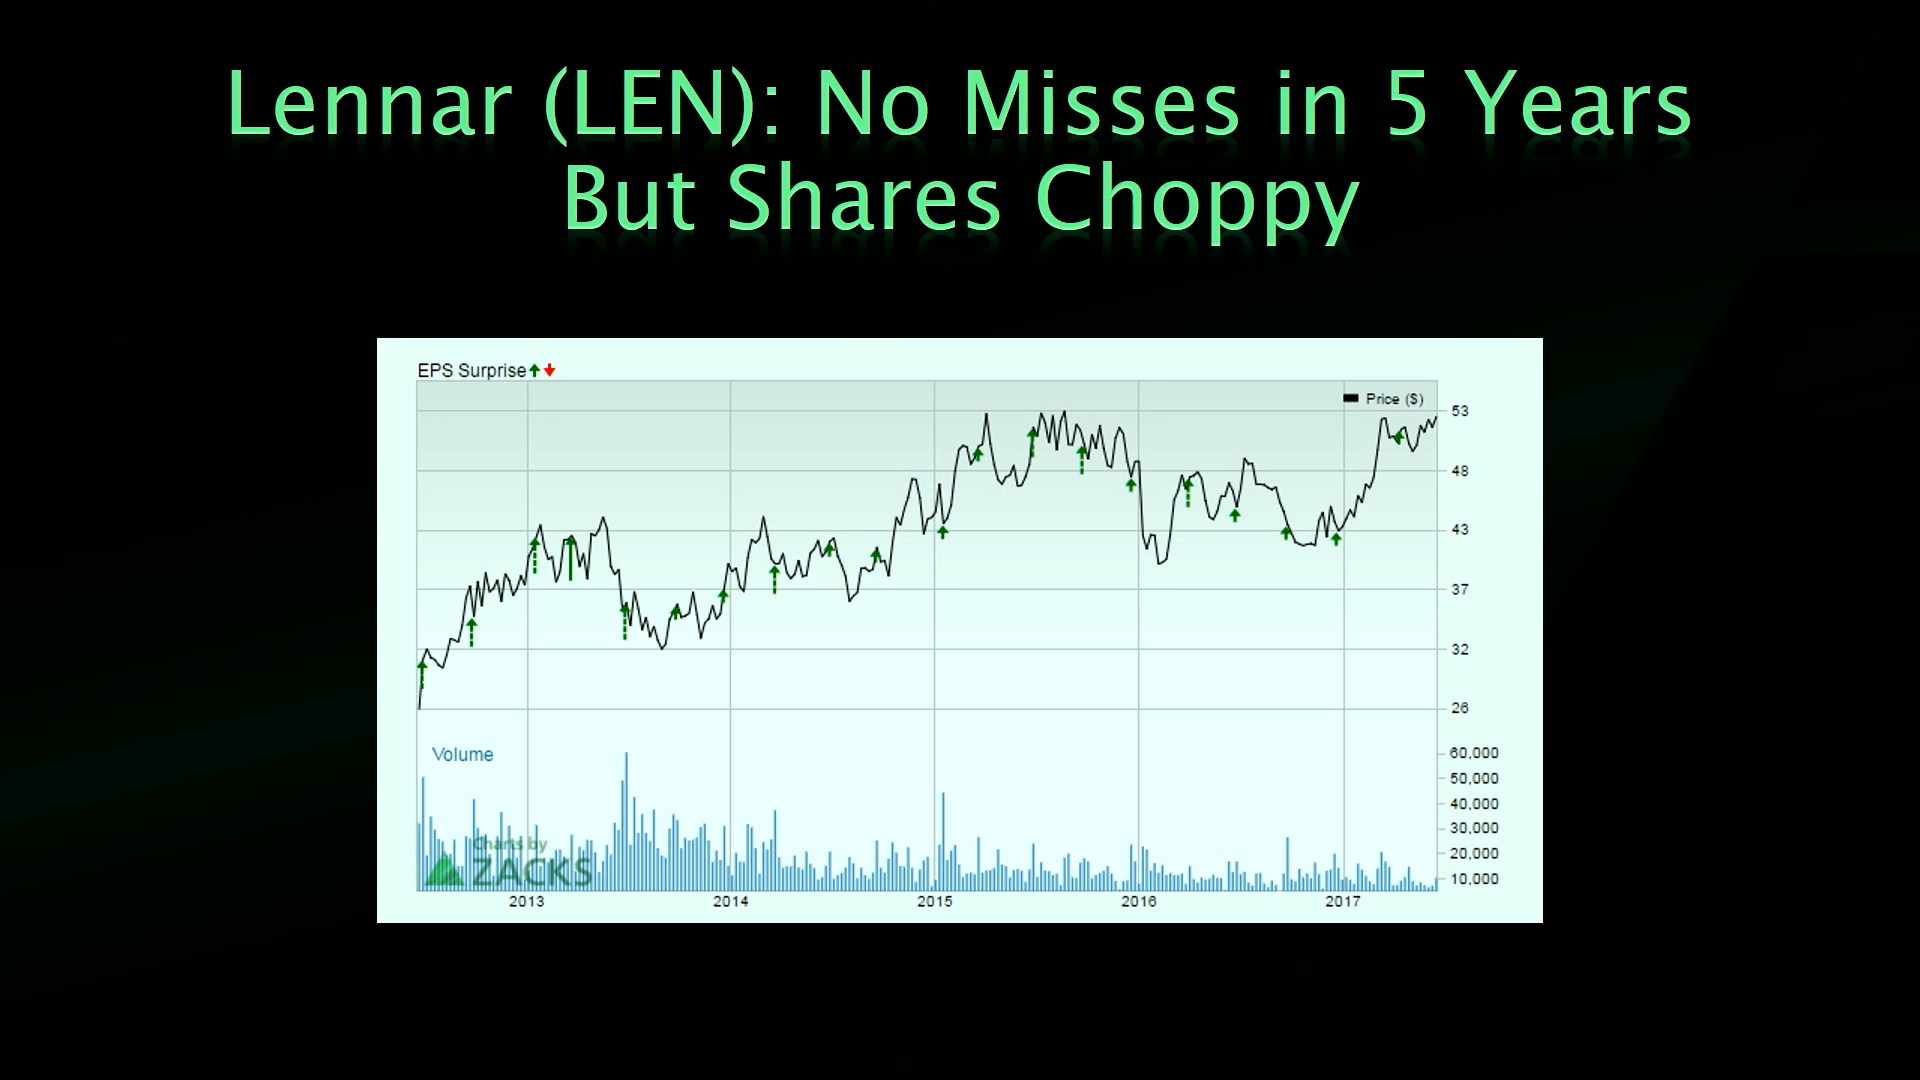 Lennar (LEN): No Misses in 5 Years
But Shares Choppy
EPS Surprise
Price ($)
53
48
43
37
32
26
Volume
60,000
50,000
40,000
30,000
20,000
10,000
Charts by
ZACKS
2013 2014 2015 2016 2017